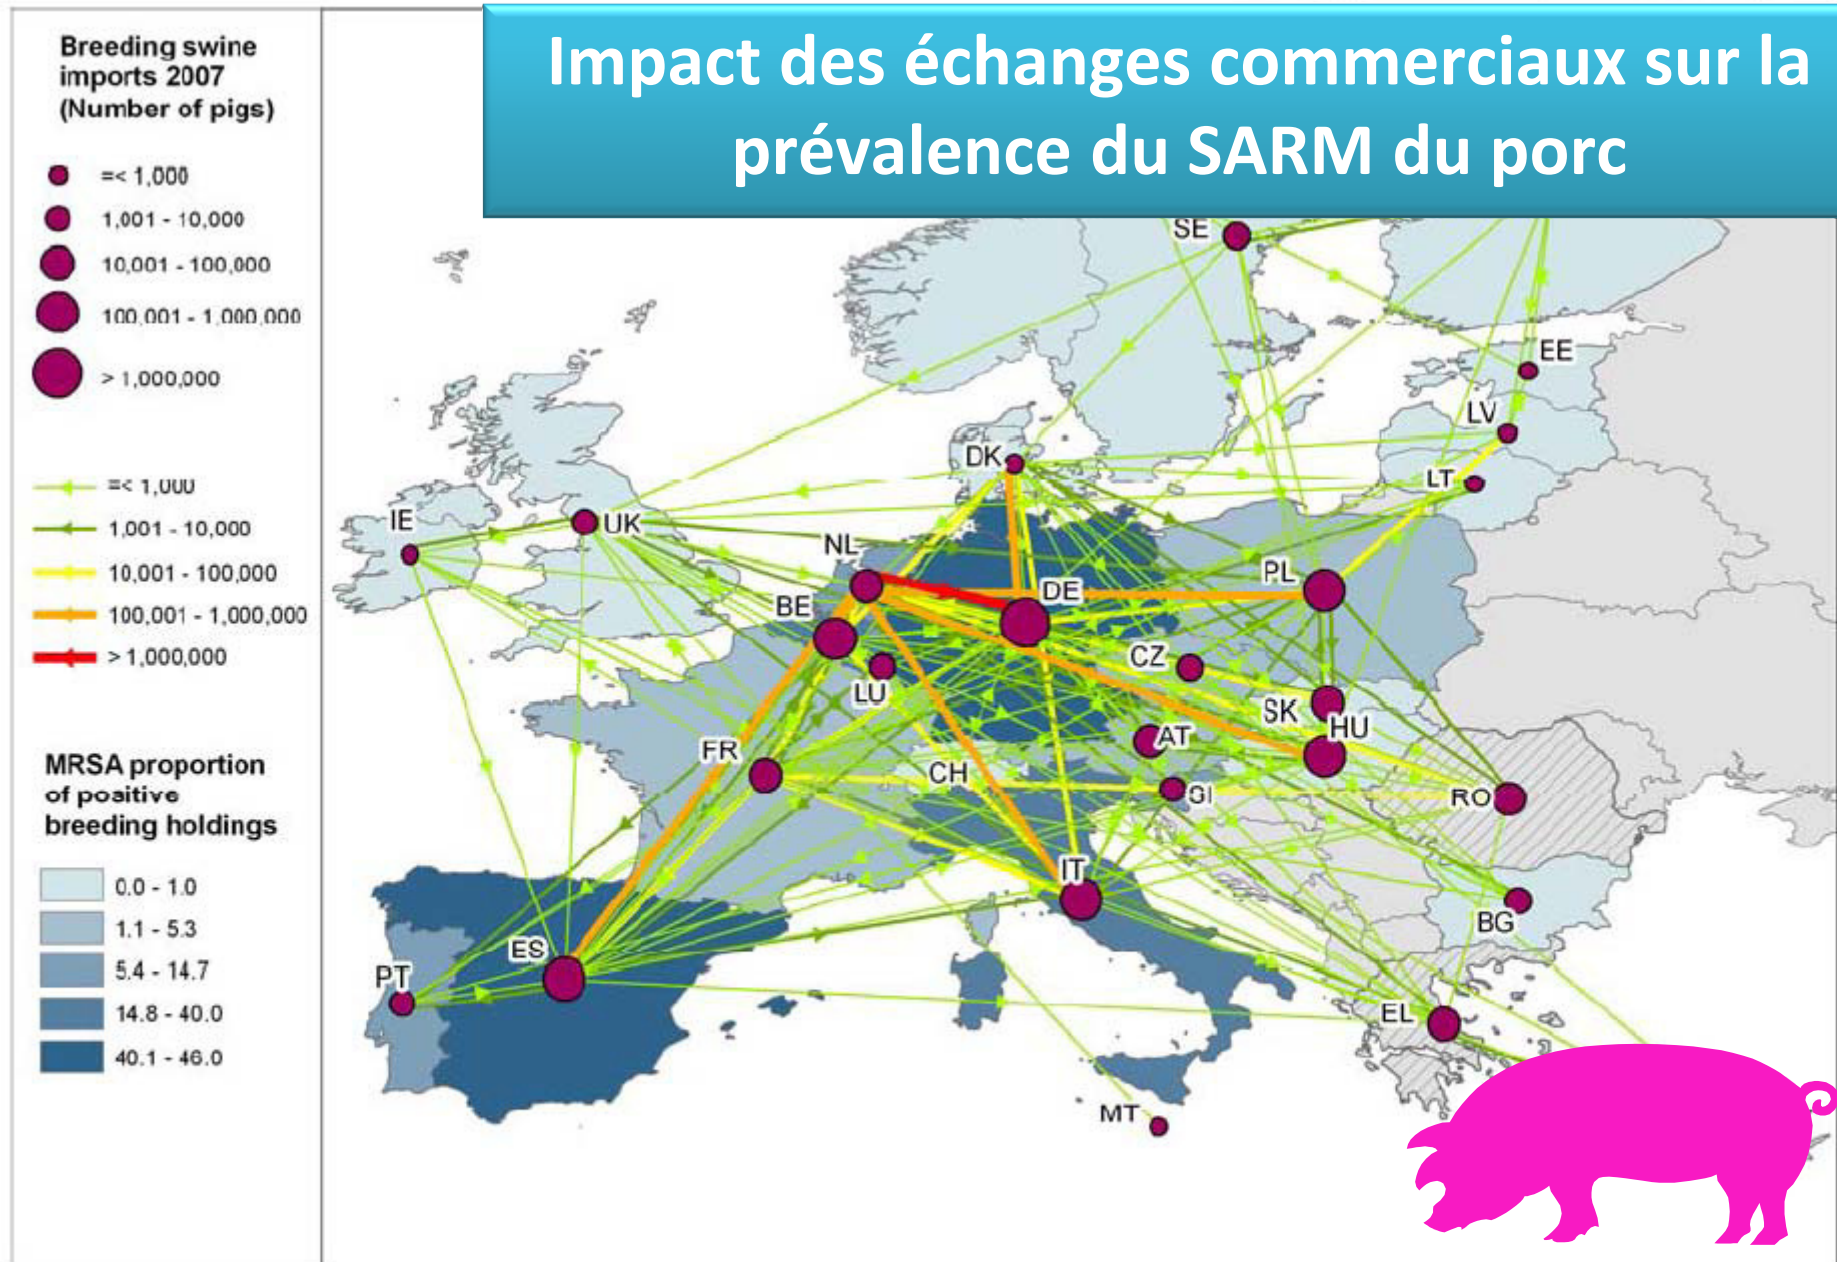 Impact des échanges commerciaux sur la
prévalence du SARM du porc
Breeding swine
imports 2007
(Number of pigs)
=< 1,000
1,001 - 10,000
10,001 - 100,000
100,001 - 1,000,000
> 1,000,000
=< 1,000
1,001 - 10,000
10,001 - 100,000
100,001 - 1,000,000
> 1,000,000
MRSA proportion
of positive
breeding holdings
0.0 - 1.0
1.1 - 5.3
5.4 - 14.7
14.8 - 40.0
40.1 - 46.0
SE
EE
LV
DK
LT
IE
UK
NL
PL
DE
BE
CZ
LU
SK
HU
AT
FR
CH
SI
RO
IT
BG
ES
PT
EL
MT